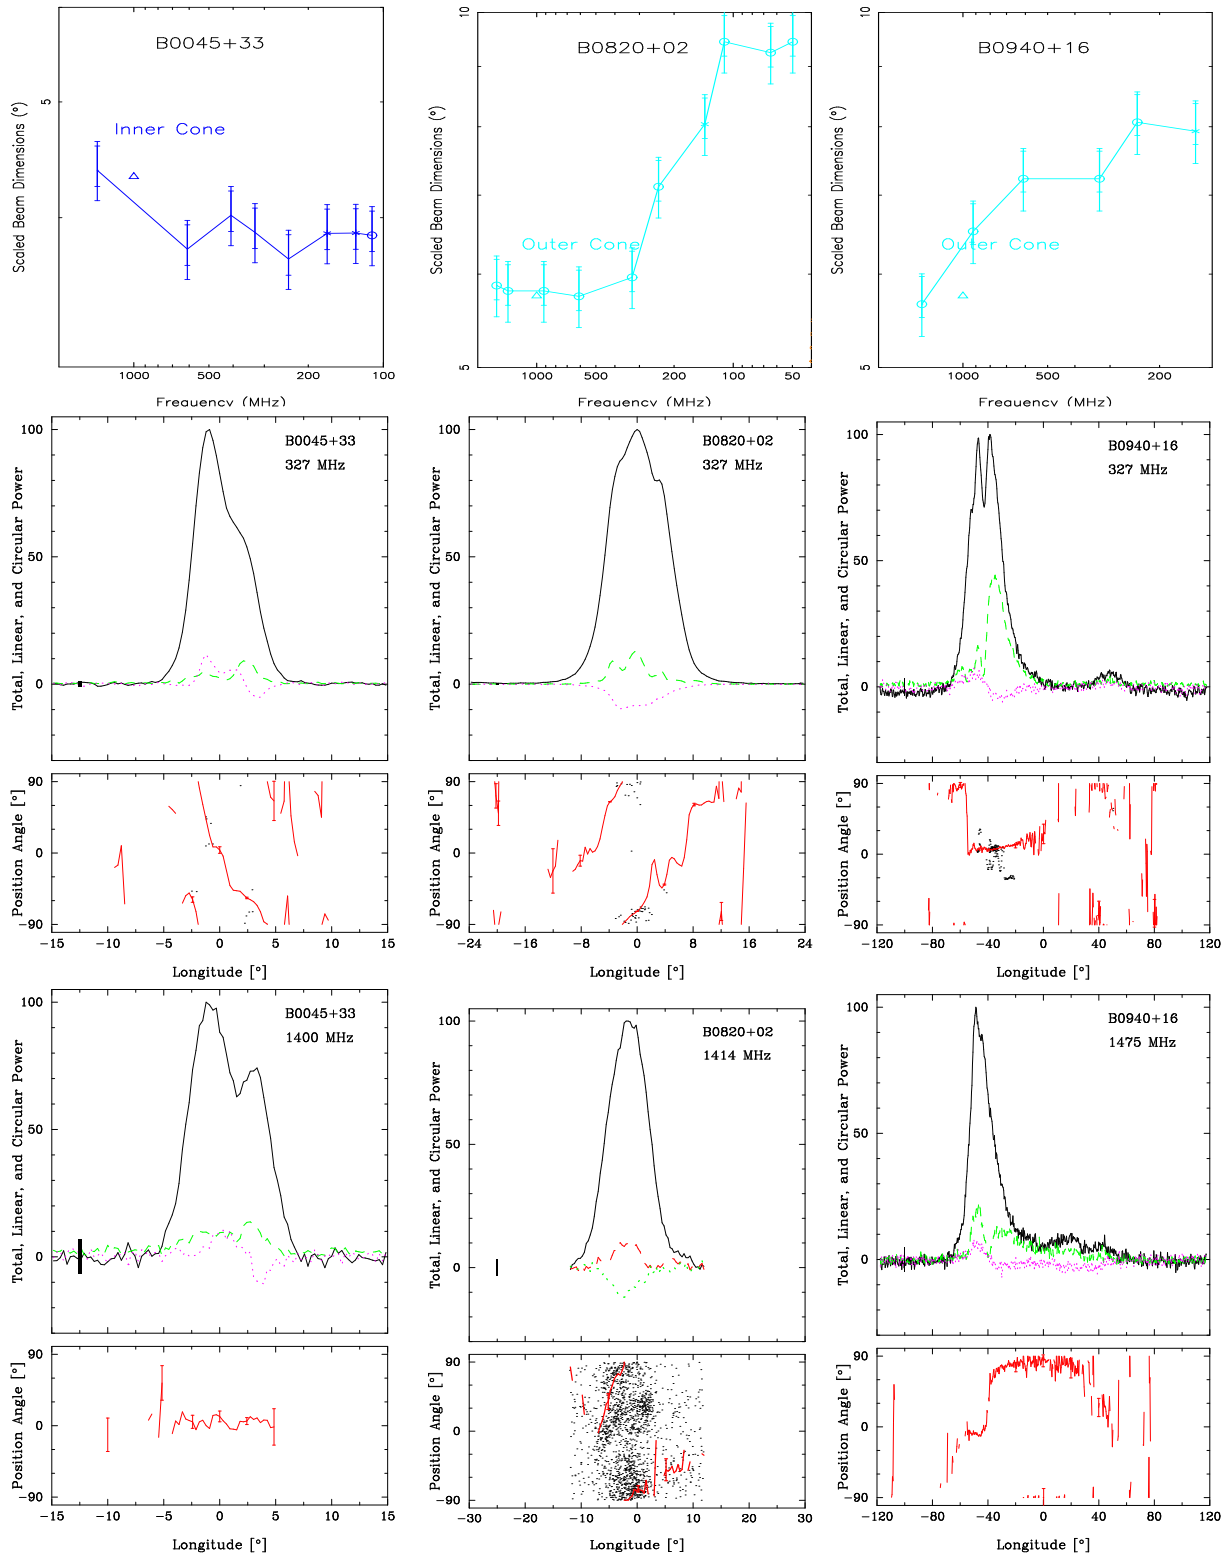 B0045+33
Inner Cone
Scaled Beam Dimensions (°)
5
1000 500 200 100
Frequency (MHz)
B0820+02
Outer Cone
Scaled Beam Dimensions (°)
10
5
1000 500 200 100 50
Frequency (MHz)
B0940+16
Outer Cone
Scaled Beam Dimensions (°)
10
5
1000 500 200
Frequency (MHz)
B0045+33
327 MHz
Total, Linear, and Circular Power
100
50
0
Position Angle [°]
90
0
−90
−15 −10 −5 0 5 10 15
Longitude [°]
B0820+02
327 MHz
Total, Linear, and Circular Power
100
50
0
Position Angle [°]
90
0
−90
−24 −16 −8 0 8 16 24
Longitude [°]
B0940+16
327 MHz
Total, Linear, and Circular Power
100
50
0
Position Angle [°]
90
0
−90
−120 −80 −40 0 40 80 120
Longitude [°]
B0045+33
1400 MHz
Total, Linear, and Circular Power
100
50
0
Position Angle [°]
90
0
−90
−15 −10 −5 0 5 10 15
Longitude [°]
B0820+02
1414 MHz
Total, Linear, and Circular Power
100
50
0
Position Angle [°]
90
0
−90
−30 −20 −10 0 10 20 30
Longitude [°]
B0940+16
1475 MHz
Total, Linear, and Circular Power
100
50
0
Position Angle [°]
90
0
−90
−120 −80 −40 0 40 80 120
Longitude [°]